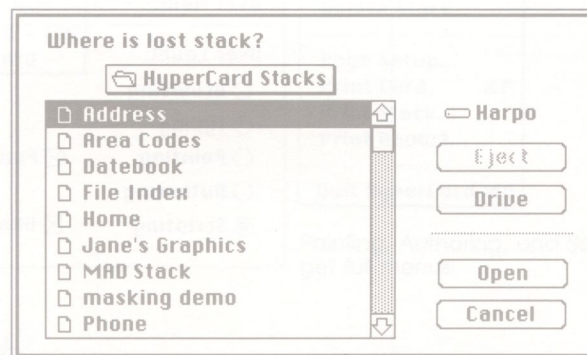 Where is lost stack?
HyperCard Stacks
Address
Area Codes
Datebook
File Index
Home
Jane's Graphics
MAD Stack
masking demo
Phone
Harpo
Eject
Drive
Open
Cancel